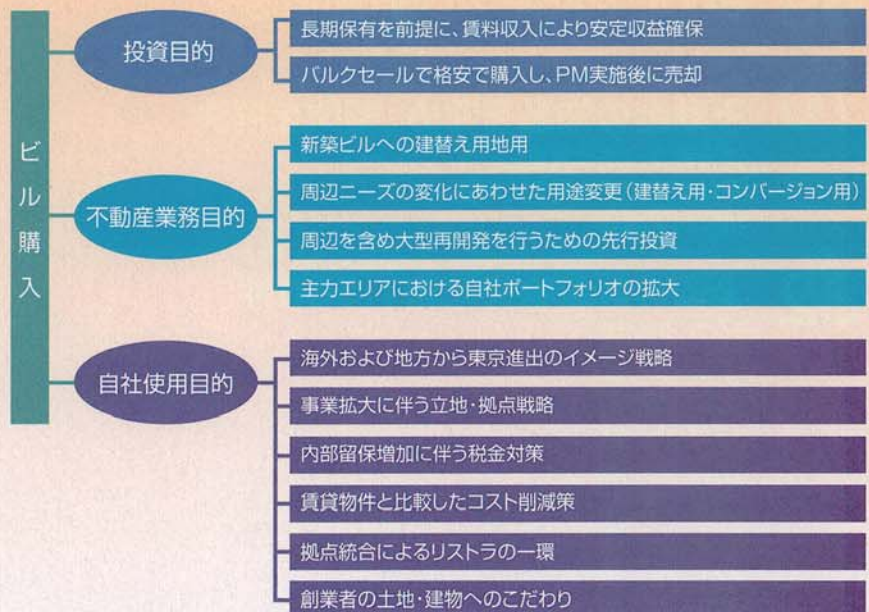 ビル購入
投資目的
長期保有を前提に、賃料収入により安定収益確保
バルクセールで格安で購入し、PM実施後に売却
不動産業務目的
新築ビルへの建替え用地用
周辺ニーズの変化にあわせた用途変更（建替え用・コンバージョン用）
周辺を含め大型再開発を行うための先行投資
主力エリアにおける自社ポートフォリオの拡大
自社使用目的
海外および地方から東京進出のイメージ戦略
事業拡大に伴う立地・拠点戦略
内部留保増加に伴う税金対策
賃貸物件と比較したコスト削減策
拠点統合によるリストラの一環
創業者の土地・建物へのこだわり